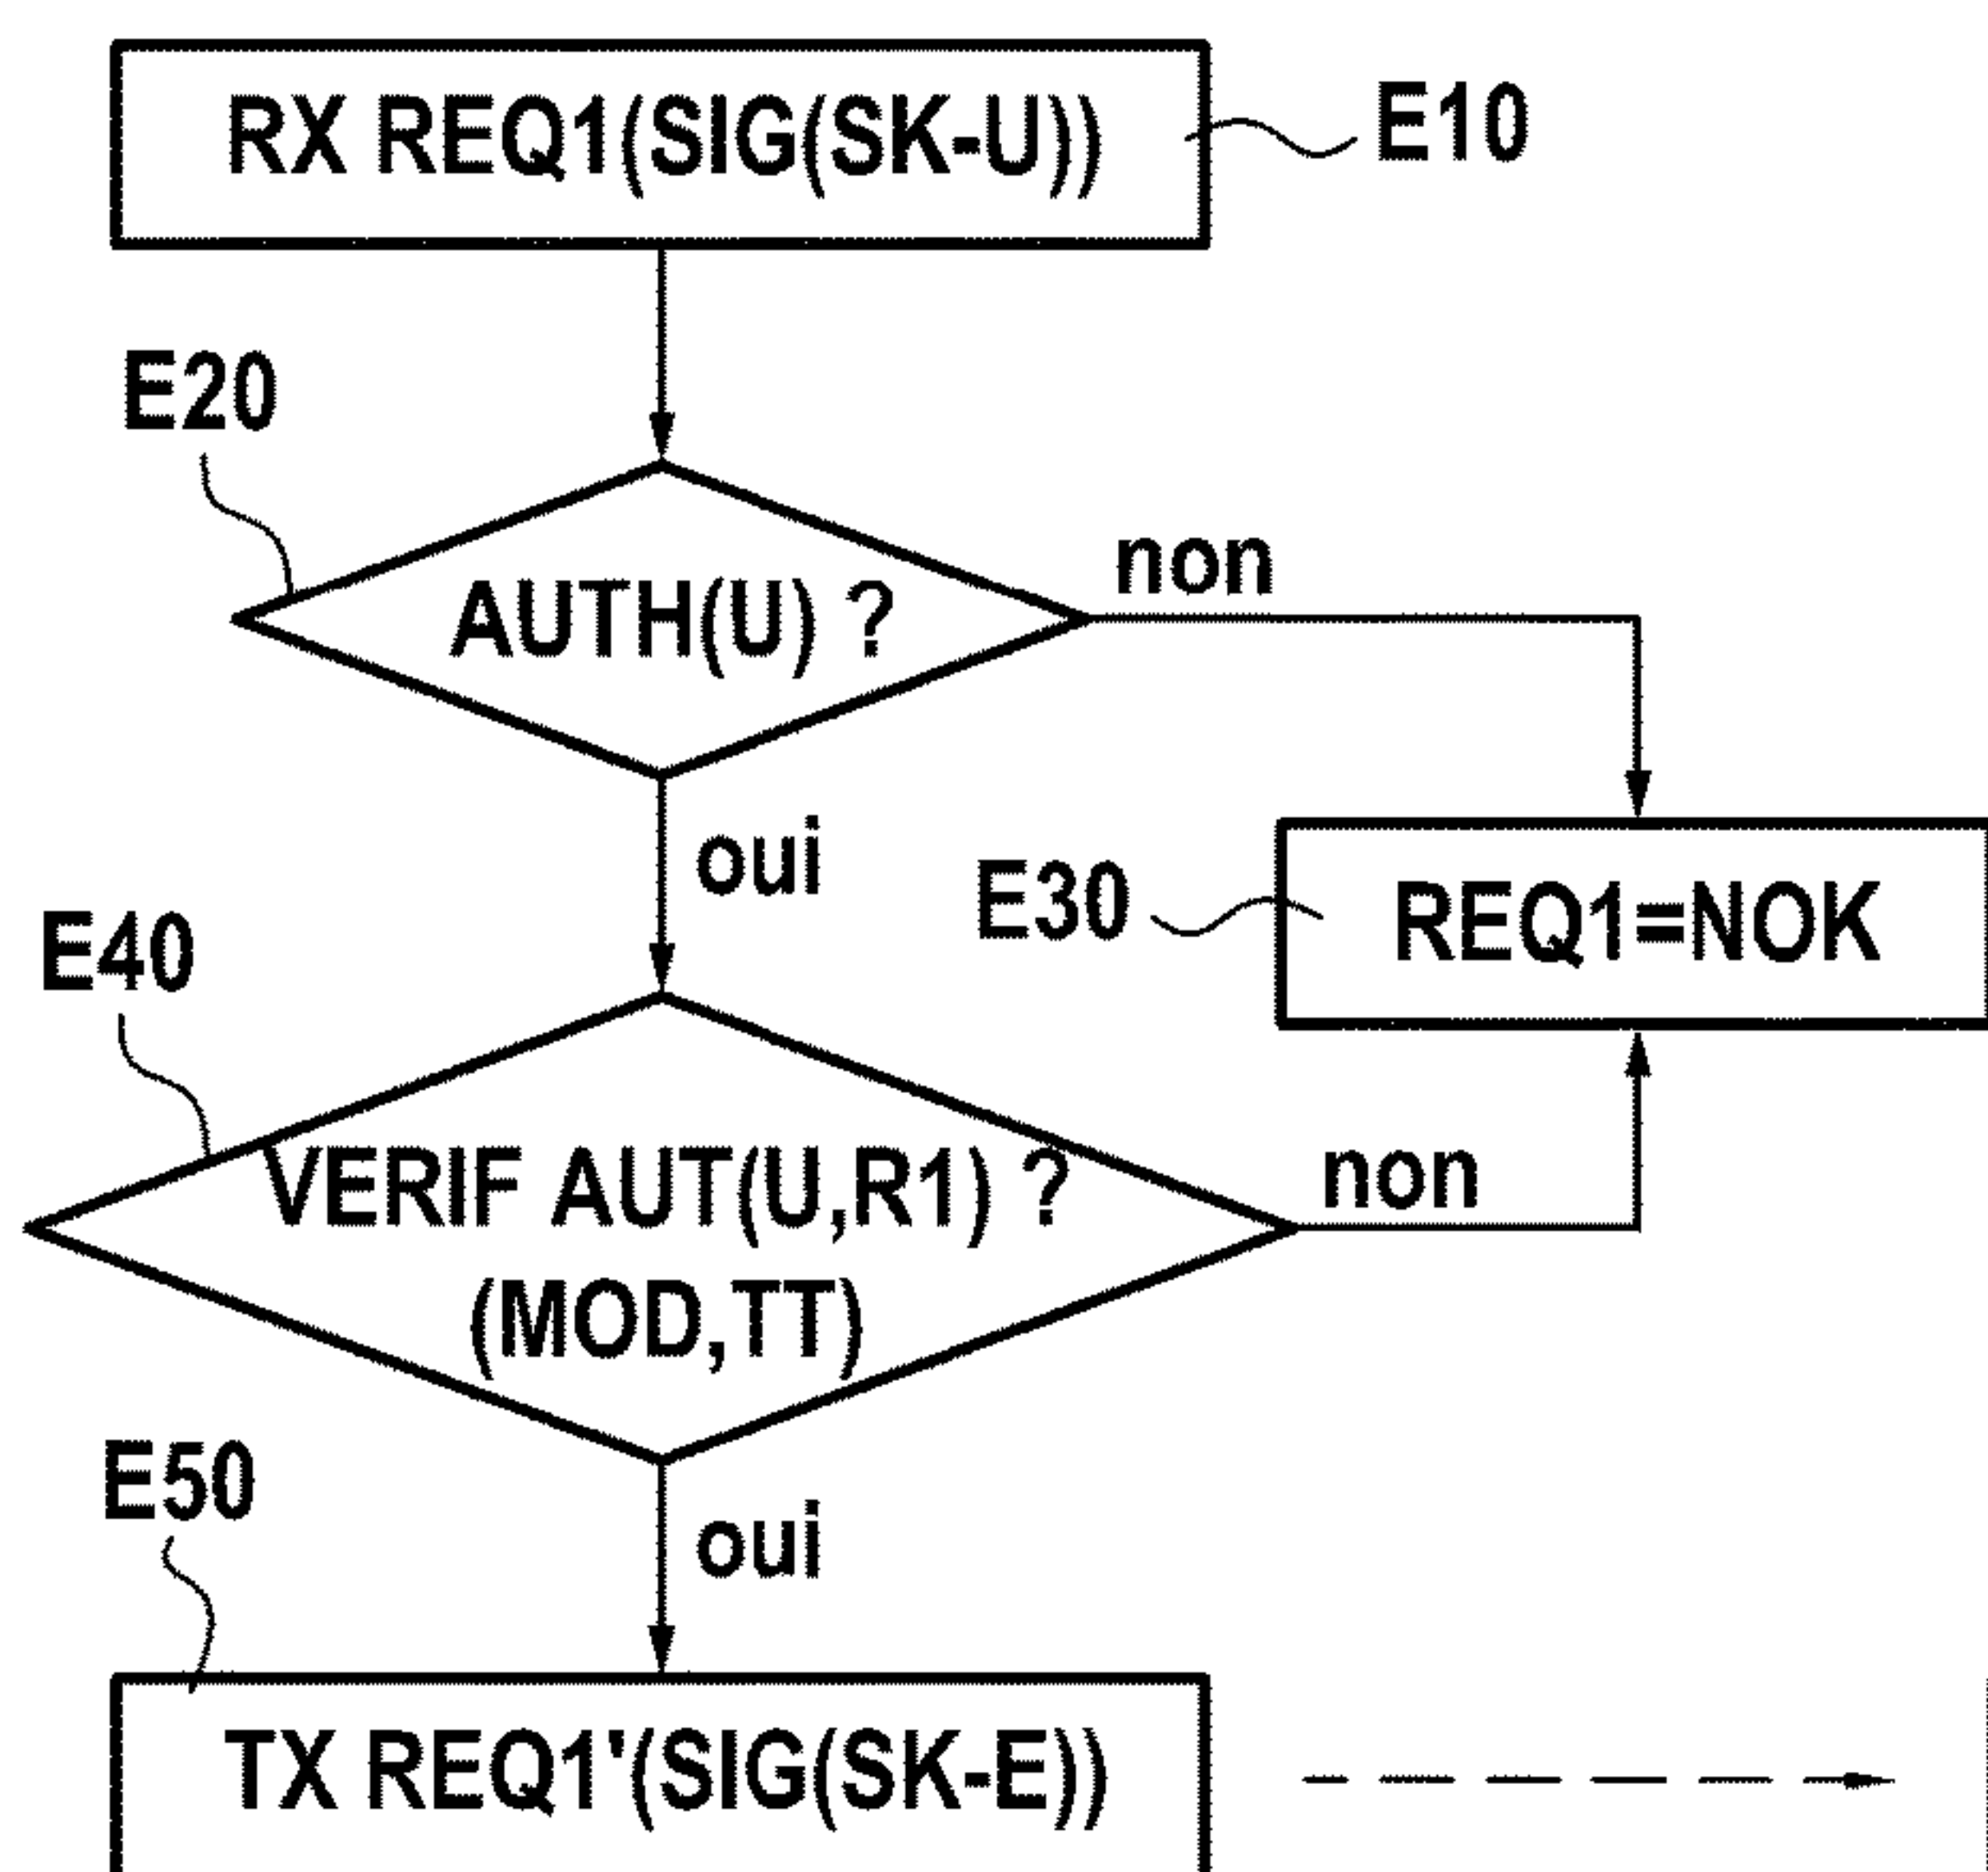 RX REQ1(SIG(SK-U))
E10
E20
AUTH(U) ?
non
oui
E30
REQ1=NOK
E40
VERIF AUT(U,R1) ?
(MOD,TT)
non
E50
oui
TX REQ1'(SIG(SK-E))